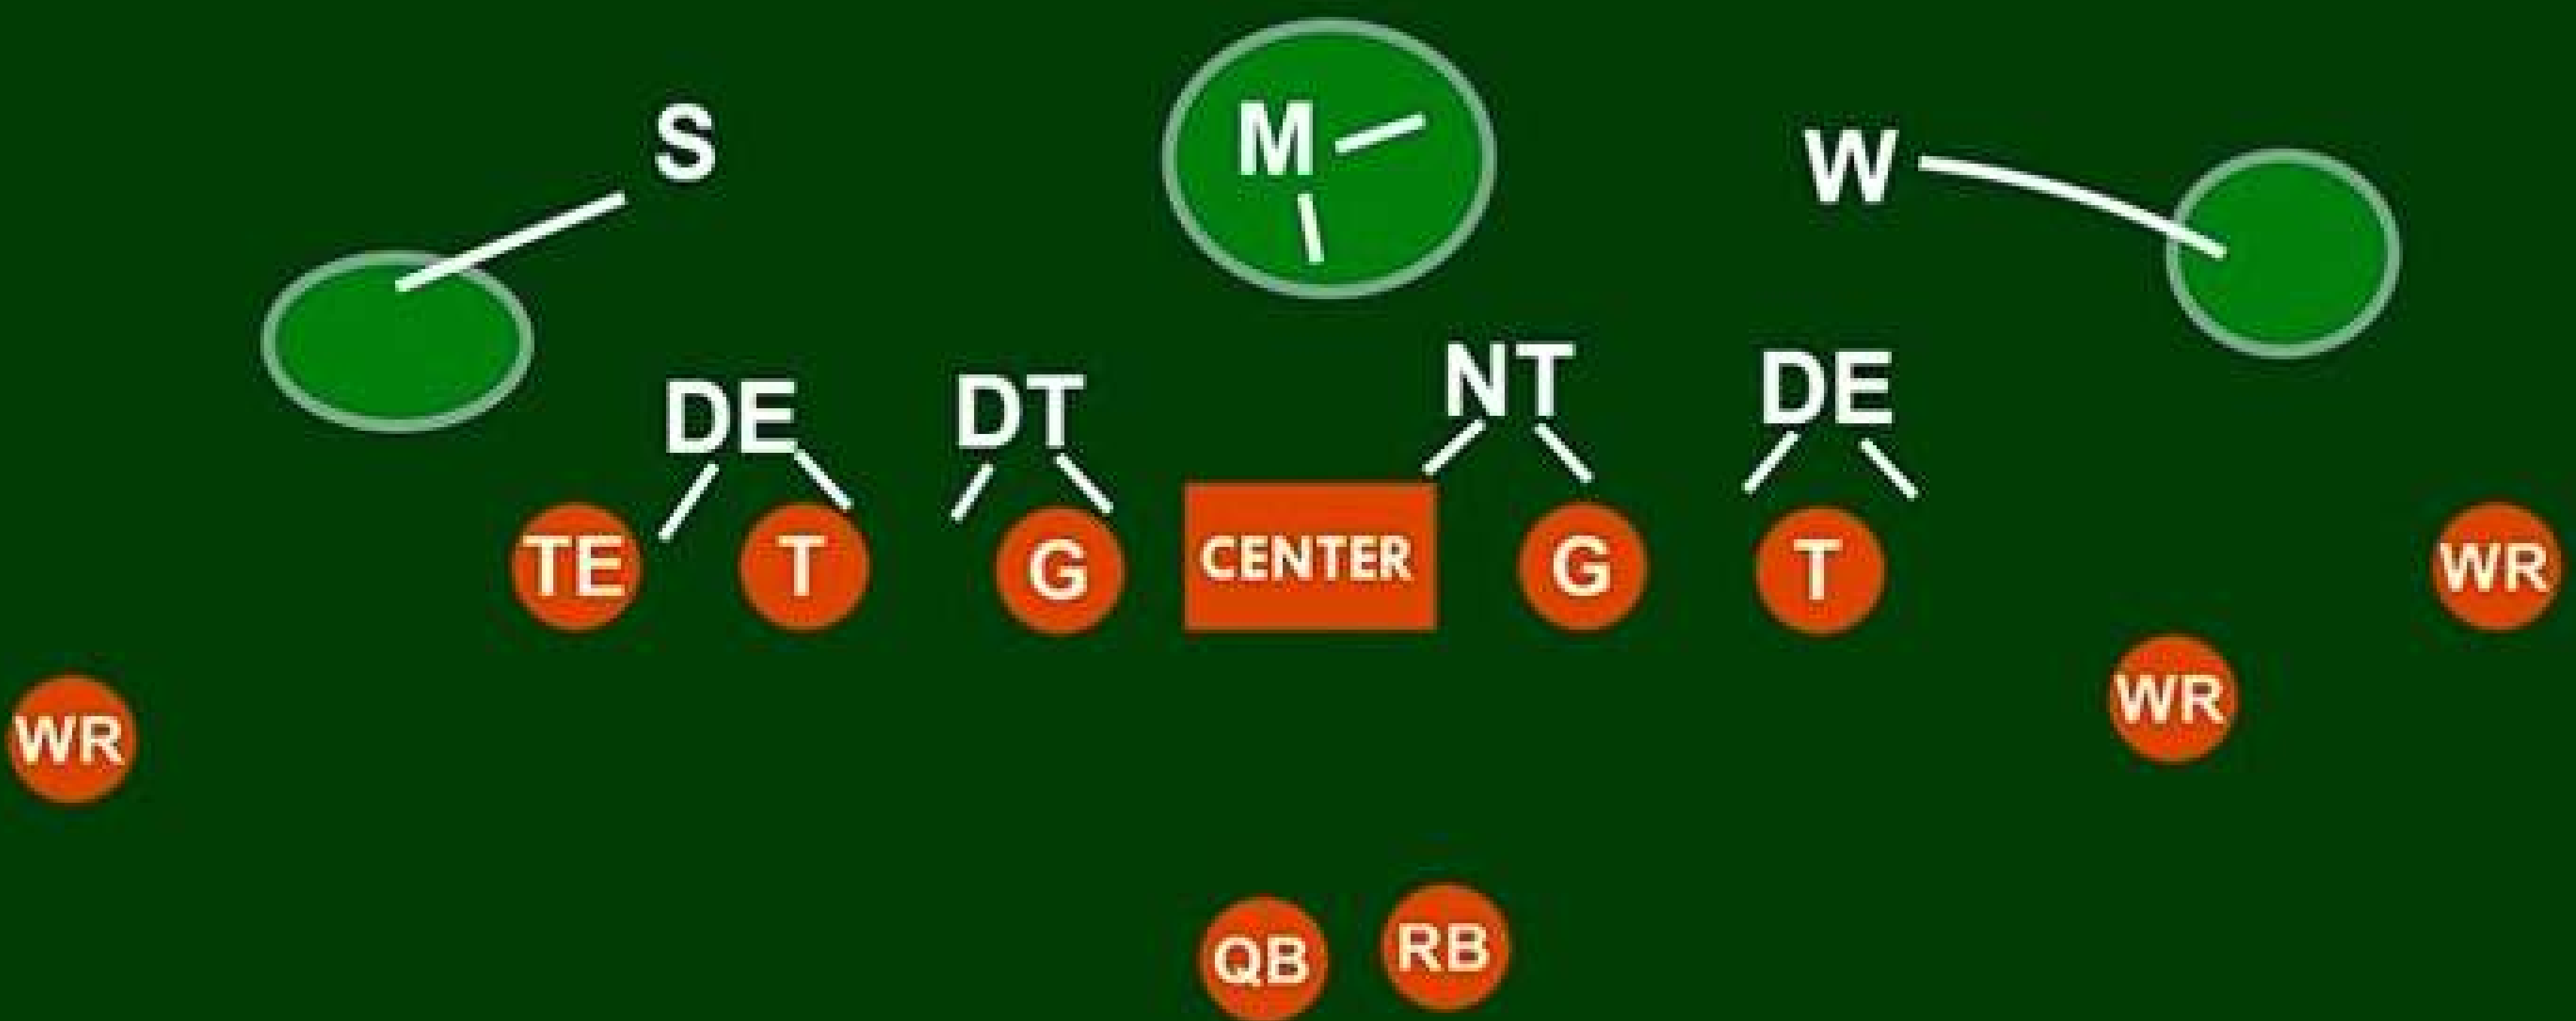 S M W
DE DT NT DE
TE T G CENTER G T WR
WR WR
QB RB